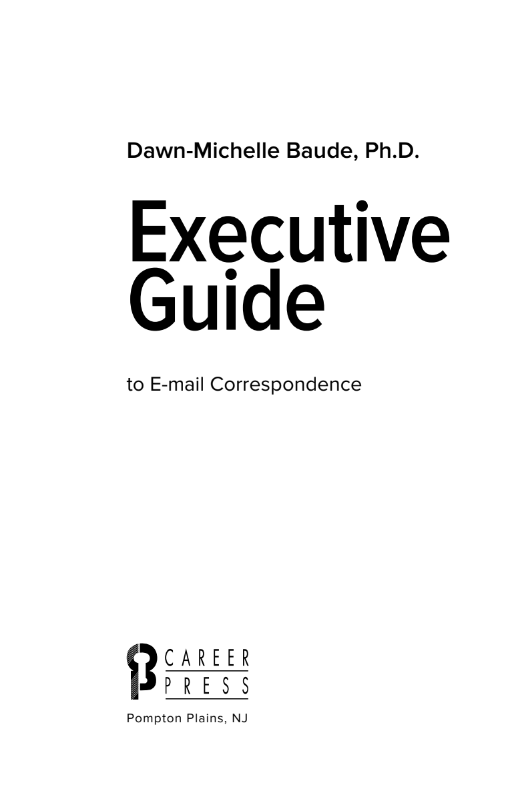 Dawn-Michelle Baude, Ph.D.
Executive
Guide
to E-mail Correspondence
CAREER
PRESS
Pompton Plains, NJ